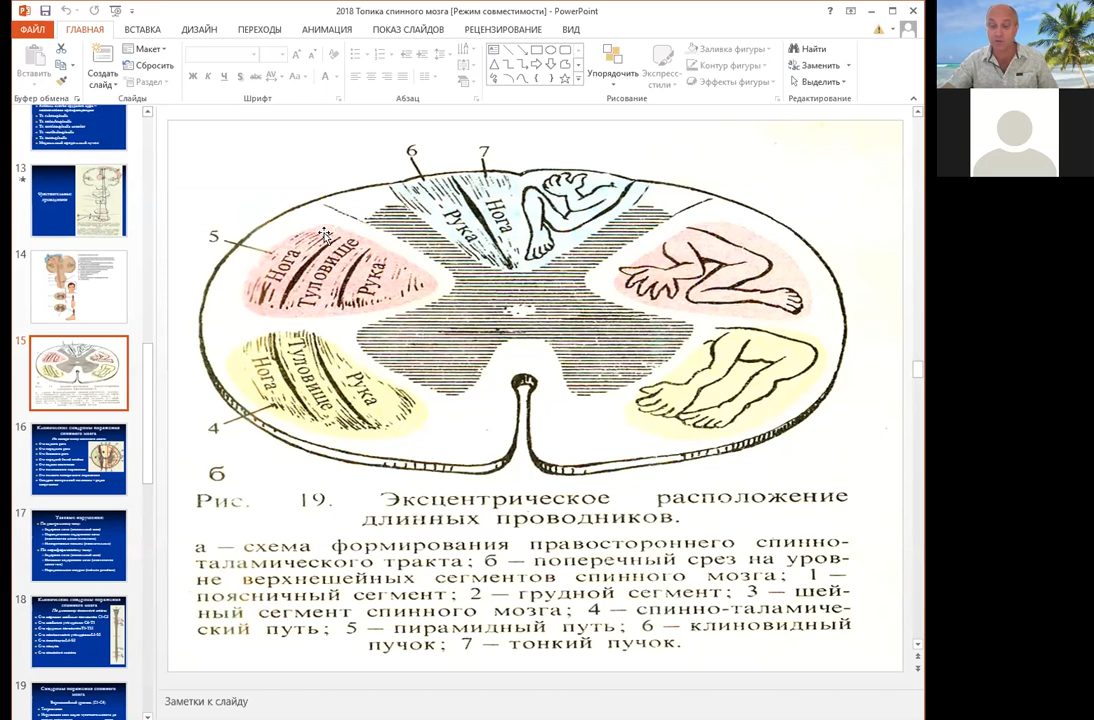 2018 Топика спинного мозга [Режим совместимости] - PowerPoint
ФАЙЛ ГЛАВНАЯ ВСТАВКА ДИЗАЙН ПЕРЕХОДЫ АНИМАЦИЯ ПОКАЗ СЛАЙДОВ РЕЦЕНЗИРОВАНИЕ ВИД
Вставить
Создать слайд
Макет
Сбросить
Раздел
Упорядочить
Экспресс-стили
Заливка фигуры
Контур фигуры
Эффекты фигуры
Найти
Заменить
Выделить
Буфер обмена Слайды Шрифт Абзац Рисование Редактирование
13
14
15
16
17
18
19
6 7
5
Нога Туловище Рука
Рука Нога
Нога Туловище Рука
4
б
Рис. 19. Эксцентрическое расположение
длинных проводников.
а — схема формирования правостороннего спинно-
таламического тракта; б — поперечный срез на уров-
не верхнешейных сегментов спинного мозга; 1 —
поясничный сегмент; 2 — грудной сегмент; 3 — шей-
ный сегмент спинного мозга; 4 — спинно-таламиче-
ский путь; 5 — пирамидный путь; 6 — клиновидный
пучок; 7 — тонкий пучок.
Заметки к слайду